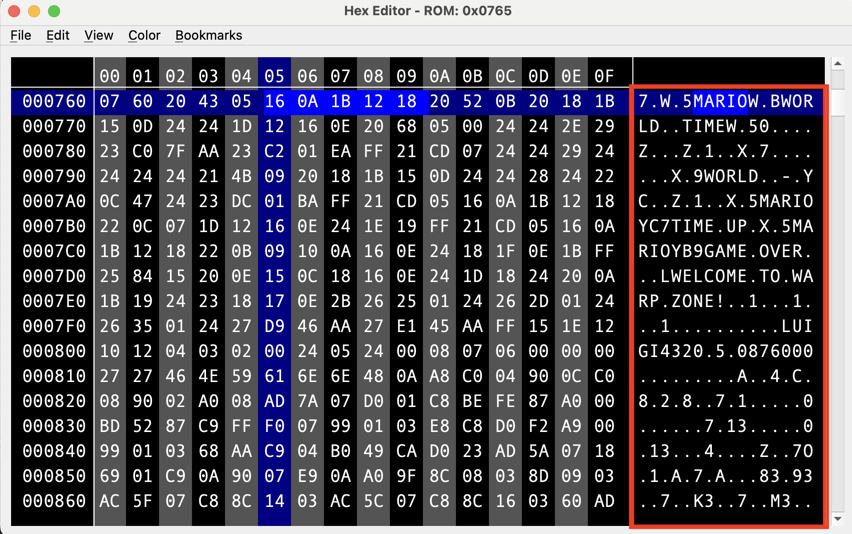 Hex Editor - ROM: 0x0765
File Edit View Color Bookmarks
00 01 02 03 04 05 06 07 08 09 0A 0B 0C 0D 0E 0F
000760 07 60 20 43 05 16 0A 1B 12 18 20 52 0B 20 18 1B 7.W.5MARIOW.BWOR
000770 15 0D 24 24 1D 12 16 0E 20 68 05 00 24 24 2E 29 LD..TIMEW.50....
000780 23 C0 7F AA 23 C2 01 EA FF 21 CD 07 24 24 29 24 Z...Z.1..X.7....
000790 24 24 24 21 4B 09 20 18 1B 15 0D 24 24 28 24 22 ...X.9WORLD..-.Y
0007A0 0C 47 24 23 DC 01 BA FF 21 CD 05 16 0A 1B 12 18 C..Z.1..X.5MARIO
0007B0 22 0C 07 1D 12 16 0E 24 1E 19 FF 21 CD 05 16 0A YC7TIME.UP.X.5MA
0007C0 1B 12 18 22 0B 09 10 0A 16 0E 24 18 1F 0E 1B FF RIOYB9GAME.OVER.
0007D0 25 84 15 20 0E 15 0C 18 16 0E 24 1D 18 24 20 0A ..LWELCOME.TO.WA
0007E0 1B 19 24 23 18 17 0E 2B 26 25 01 24 26 2D 01 24 RP.ZONE!..1...1.
0007F0 26 35 01 24 27 D9 46 AA 27 E1 45 AA FF 15 1E 12 ..1..........LUI
000800 10 12 04 03 02 00 24 05 24 00 08 07 06 00 00 00 GI4320.5.0876000
000810 27 27 46 4E 59 61 6E 6E 48 0A A8 C0 04 90 0C C0 .........A..4.C.
000820 08 90 02 A0 08 AD 7A 07 D0 01 C8 BE FE 87 A0 00 8.2.8..7.1.....0
000830 BD 52 87 C9 FF F0 07 99 01 03 E8 C8 D0 F2 A9 00 ......7.13.....0
000840 99 01 03 68 AA C9 04 B0 49 CA D0 23 AD 5A 07 18 .13...4....Z..7O
000850 69 01 C9 0A 90 07 E9 0A A0 9F 8C 08 03 8D 09 03 .1.A.7.A...83.93
000860 AC 5F 07 C8 8C 14 03 AC 5C 07 C8 8C 16 03 60 AD ..7..K3..7..M3..